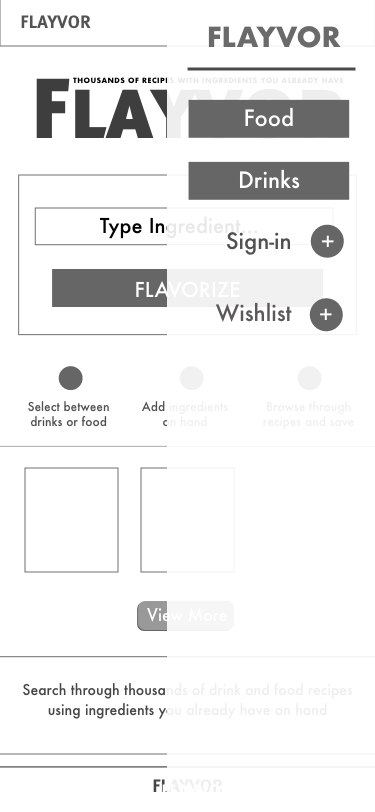 FLAYVOR
FLAYVOR
THOUSANDS OF RECIPES WITH INGREDIENTS YOU ALREADY HAVE
FLAYVOR
Food
Drinks
Type Ingredient...
Sign-in +
FLAVORIZE
Wishlist +
Select between
drinks or food
Add ingredients
on hand
Browse through
recipes and save
View More
Search through thousands of drink and food recipes
using ingredients you already have on hand
FLAYVOR